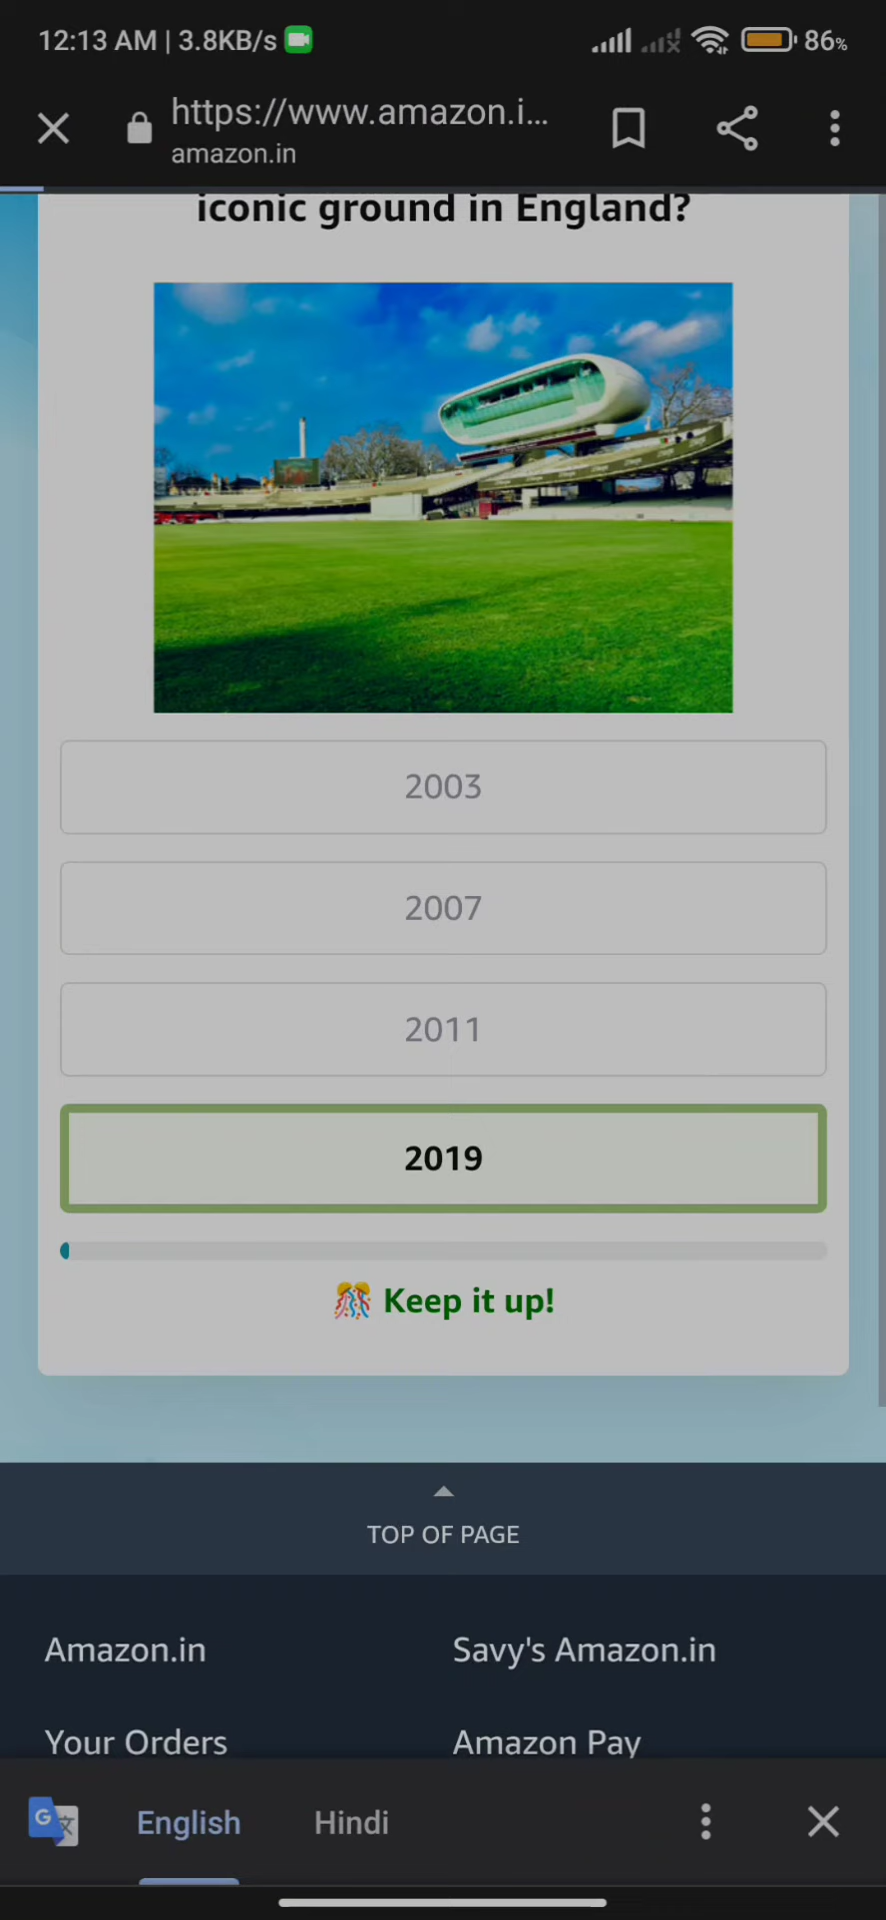 12:13 AM | 3.8KB/s
86%
https://www.amazon.i...
amazon.in
iconic ground in England?
2003
2007
2011
2019
🎊 Keep it up!
TOP OF PAGE
Amazon.in
Savy's Amazon.in
Your Orders
Amazon Pay
English
Hindi